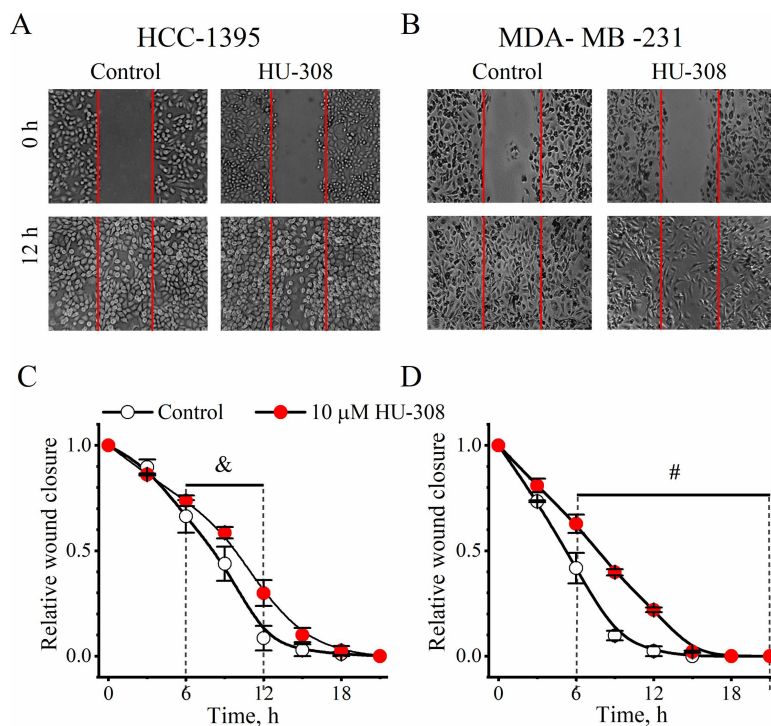 A
HCC-1395
Control
HU-308
0 h
12 h
B
MDA- MB -231
Control
HU-308
C
Control
10 μM HU-308
Relative wound closure
1.0
0.5
0.0
&
0
6
12
18
Time, h
D
Relative wound closure
1.0
0.5
0.0
#
0
6
12
18
Time, h